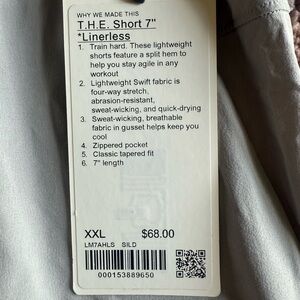 WHY WE MADE THIS
T.H.E. Short 7"
*Linerless
1. Train hard. These lightweight
shorts feature a split hem to
help you stay agile in any
workout
2. Lightweight Swift fabric is
four-way stretch,
abrasion-resistant,
sweat-wicking, and quick-drying
3. Sweat-wicking, breathable
fabric in gusset helps keep you
cool
4. Zippered pocket
5. Classic tapered fit
6. 7" length
XXL $68.00
LM7AHLS SILD
000153889650